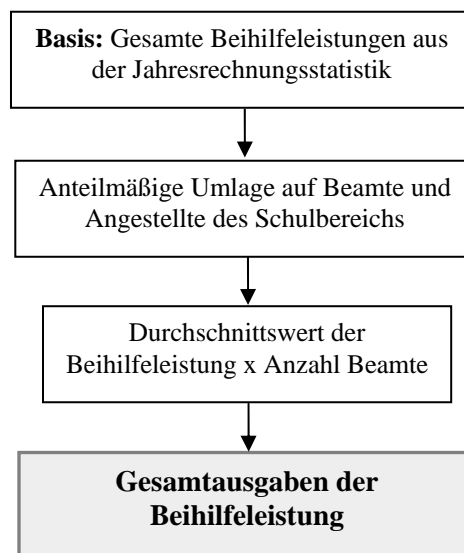 Basis: Gesamte Beihilfeleistungen aus
der Jahresrechnungsstatistik
Anteilmäßige Umlage auf Beamte und
Angestellte des Schulbereichs
Durchschnittswert der
Beihilfeleistung x Anzahl Beamte
Gesamtausgaben der
Beihilfeleistung